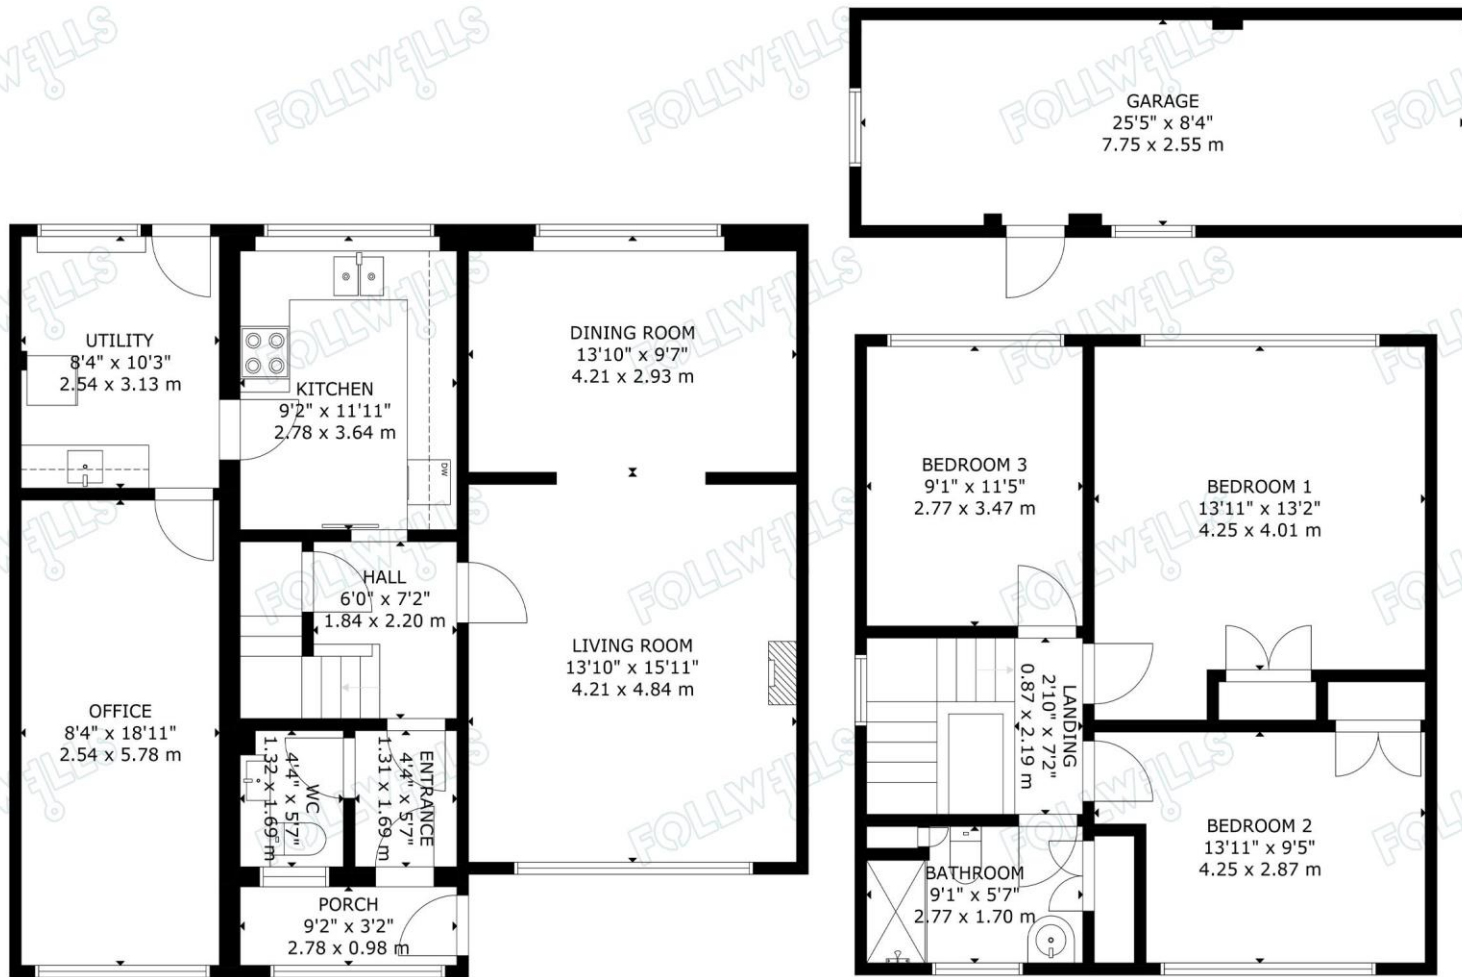 FOLLWELLS
GARAGE
25'5" x 8'4"
7.75 x 2.55 m
UTILITY
8'4" x 10'3"
2.54 x 3.13 m
KITCHEN
9'2" x 11'11"
2.78 x 3.64 m
DW
DINING ROOM
13'10" x 9'7"
4.21 x 2.93 m
BEDROOM 3
9'1" x 11'5"
2.77 x 3.47 m
BEDROOM 1
13'11" x 13'2"
4.25 x 4.01 m
HALL
6'0" x 7'2"
1.84 x 2.20 m
LIVING ROOM
13'10" x 15'11"
4.21 x 4.84 m
OFFICE
8'4" x 18'11"
2.54 x 5.78 m
WC
4'4" x 5'7"
1.32 x 1.69 m
ENTRANCE
4'4" x 5'7"
1.31 x 1.69 m
LANDING
2'10" x 7'2"
0.87 x 2.19 m
BEDROOM 2
13'11" x 9'5"
4.25 x 2.87 m
BATHROOM
9'1" x 5'7"
2.77 x 1.70 m
PORCH
9'2" x 3'2"
2.78 x 0.98 m